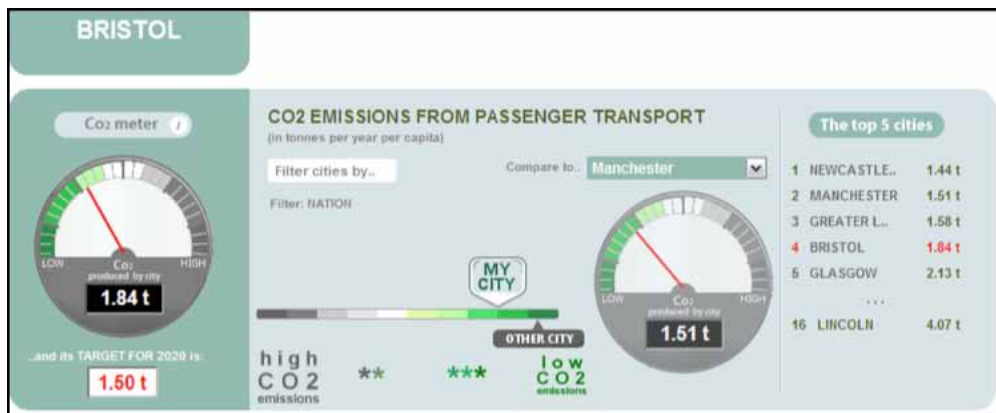 BRISTOL
Co2 meter i
LOW HIGH
Co2
produced by city
1.84 t
..and its TARGET FOR 2020 is:
1.50 t
CO2 EMISSIONS FROM PASSENGER TRANSPORT
(in tonnes per year per capita)
Filter cities by..
Compare to.. Manchester
Filter: NATION
MY
CITY
OTHER CITY
high
CO2
emissions
**
***
low
CO2
emissions
LOW HIGH
Co2
produced by city
1.51 t
The top 5 cities
1 NEWCASTLE.. 1.44 t
2 MANCHESTER 1.51 t
3 GREATER L... 1.58 t
4 BRISTOL 1.84 t
5 GLASGOW 2.13 t
...
16 LINCOLN 4.07 t